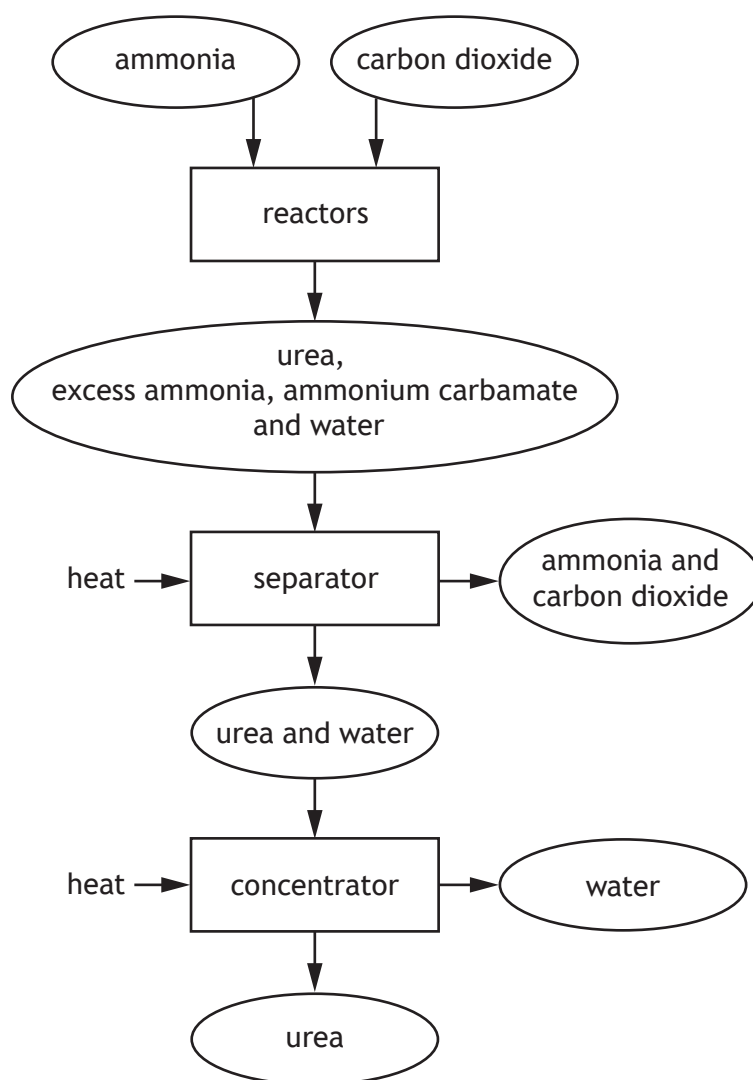 ammonia
carbon dioxide
reactors
urea,
excess ammonia, ammonium carbamate
and water
heat
separator
ammonia and
carbon dioxide
urea and water
heat
concentrator
water
urea